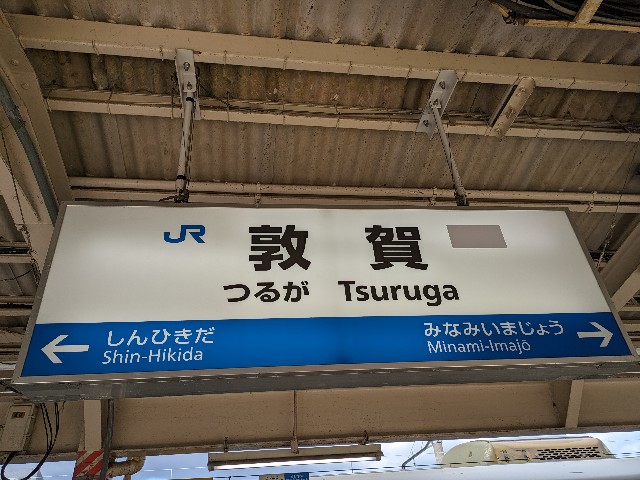 JR 敦賀
つるが Tsuruga
← しんひきだ
Shin-Hikida
みなみいまじょう →
Minami-Imajō